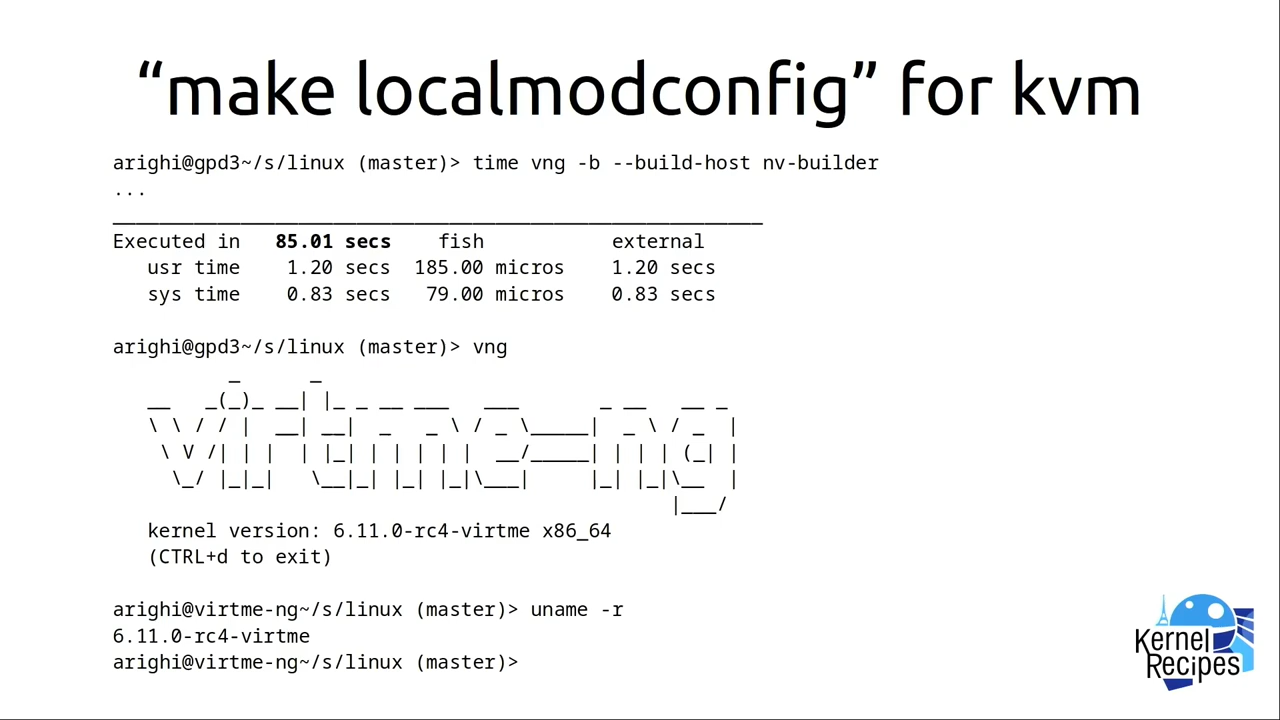 “make localmodconfig” for kvm
arighi@gpd3~/s/linux (master)> time vng -b --build-host nv-builder
...
________________________________________________________
Executed in   85.01 secs    fish           external
   usr time    1.20 secs  185.00 micros    1.20 secs
   sys time    0.83 secs   79.00 micros    0.83 secs
arighi@gpd3~/s/linux (master)> vng
virtme-ng
   kernel version: 6.11.0-rc4-virtme x86_64
   (CTRL+d to exit)
arighi@virtme-ng~/s/linux (master)> uname -r
6.11.0-rc4-virtme
arighi@virtme-ng~/s/linux (master)>
Kernel
Recipes